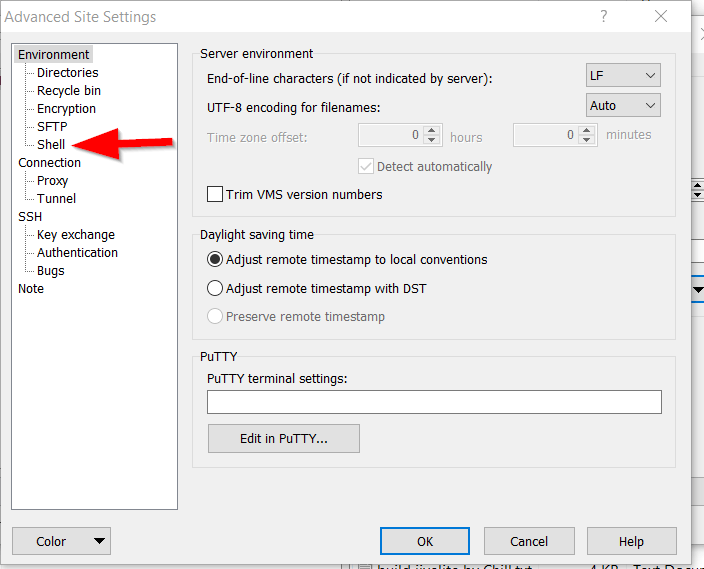 Advanced Site Settings
?
Environment
Directories
Recycle bin
Encryption
SFTP
Shell
Connection
Proxy
Tunnel
SSH
Key exchange
Authentication
Bugs
Note
Server environment
End-of-line characters (if not indicated by server):
LF
UTF-8 encoding for filenames:
Auto
Time zone offset:
0
hours
0
minutes
Detect automatically
Trim VMS version numbers
Daylight saving time
Adjust remote timestamp to local conventions
Adjust remote timestamp with DST
Preserve remote timestamp
PuTTY
PuTTY terminal settings:
Edit in PuTTY...
Color
OK
Cancel
Help